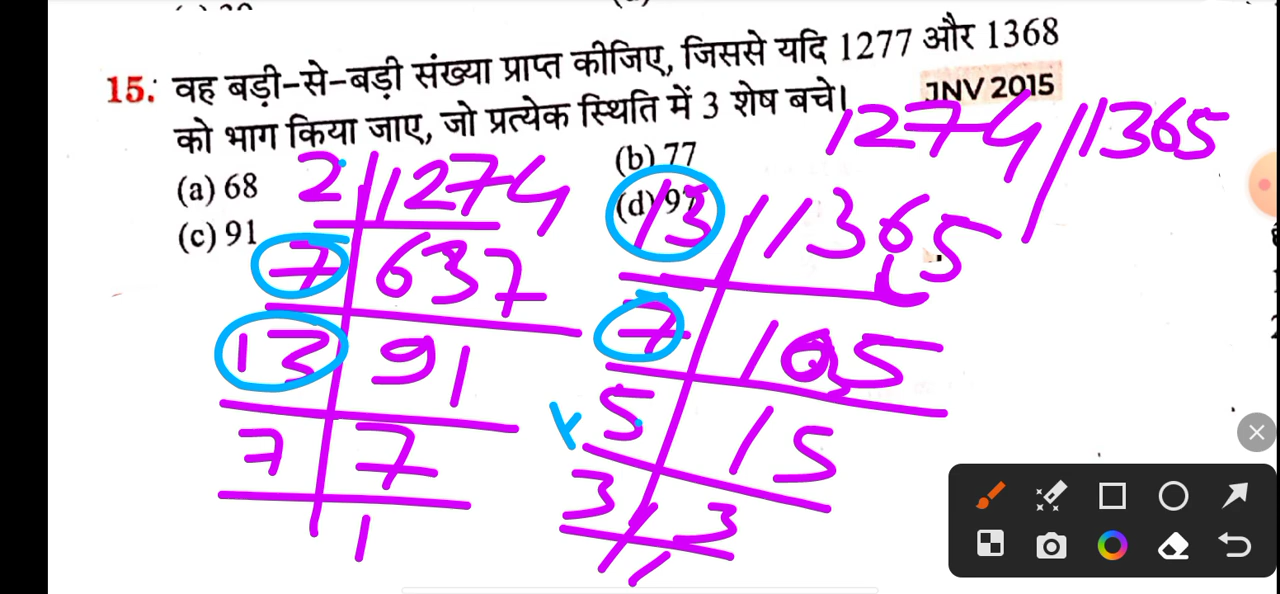 15. वह बड़ी-से-बड़ी संख्या प्राप्त कीजिए, जिससे यदि 1277 और 1368
को भाग किया जाए, जो प्रत्येक स्थिति में 3 शेष बचे। JNV 2015
1274/1365
(a) 68
(b) 77
(c) 91
(d) 97
2 1274
7 637
13 91
7 7
1
13 1365
7 105
5 15
3 3
1